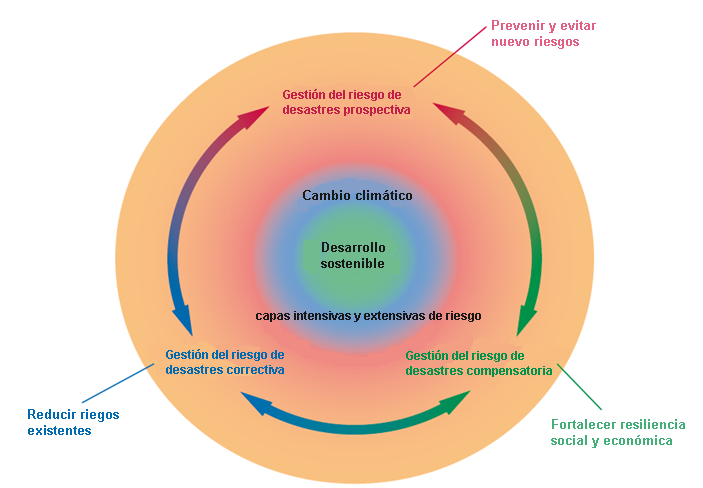 Prevenir y evitar
nuevo riesgos
Gestión del riesgo de
desastres prospectiva
Cambio climático
Desarrollo
sostenible
capas intensivas y extensivas de riesgo
Gestión del riesgo de
desastres correctiva
Gestión del riesgo de
desastres compensatoria
Reducir riegos
existentes
Fortalecer resiliencia
social y económica